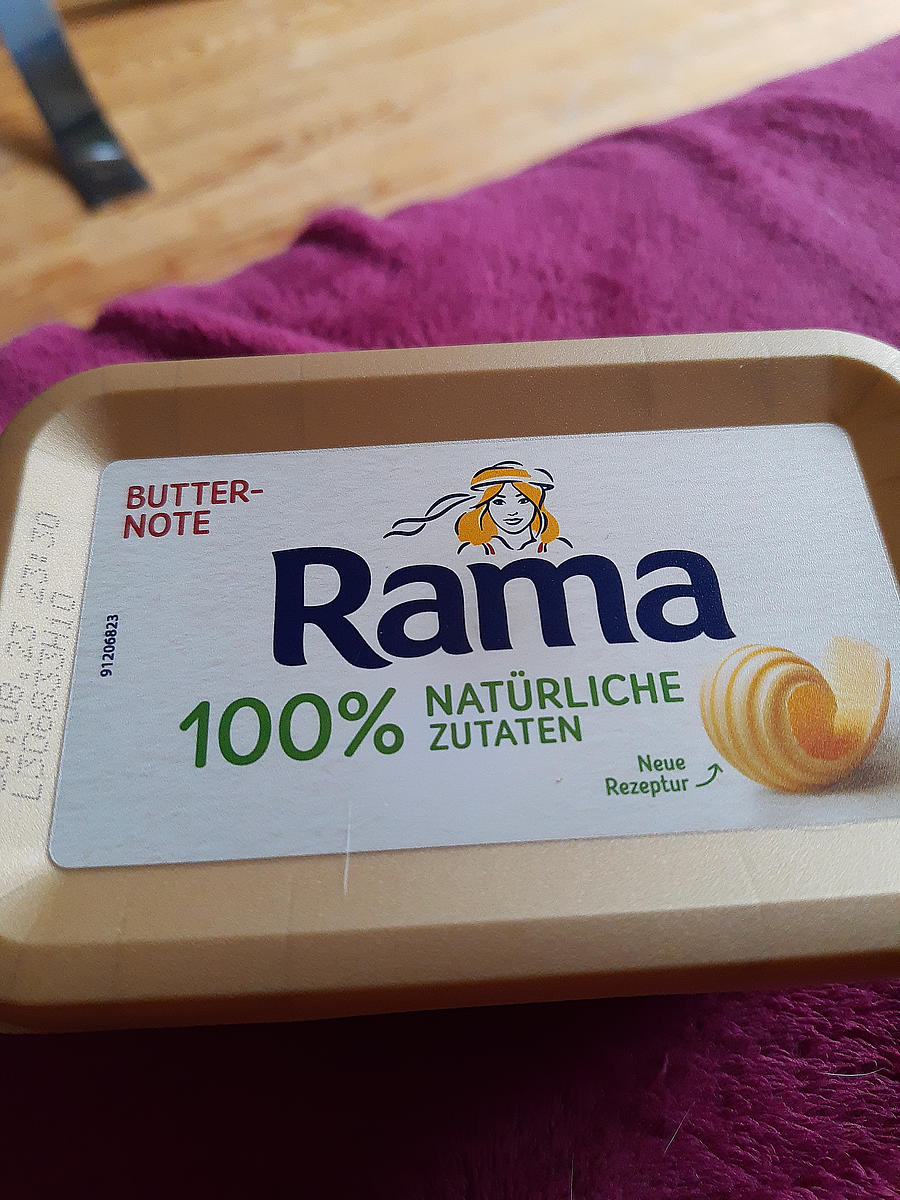 BUTTER-
NOTE
Rama
100% NATÜRLICHE
ZUTATEN
Neue
Rezeptur
91206823